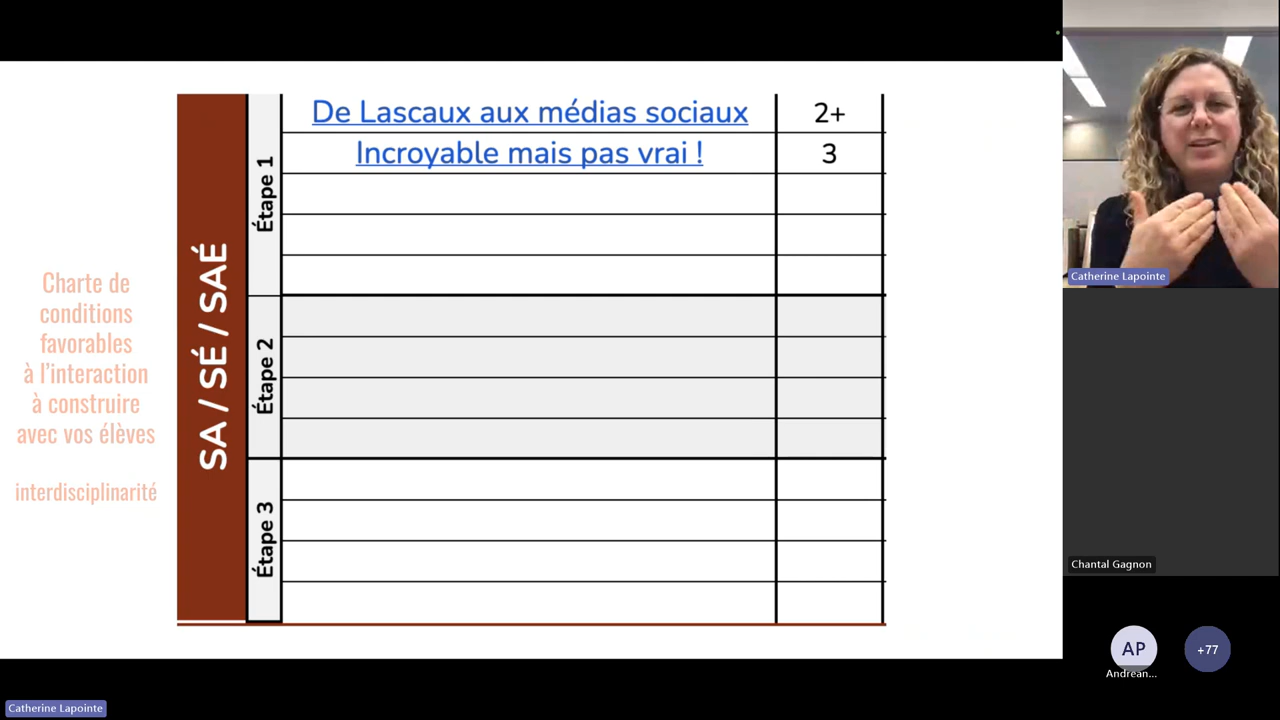 Charte de
conditions
favorables
à l’interaction
à construire
avec vos élèves
interdisciplinarité
SA / SÉ / SAÉ
Étape 1
De Lascaux aux médias sociaux 2+
Incroyable mais pas vrai ! 3
Étape 2
Étape 3
Catherine Lapointe
Chantal Gagnon
AP
+77
Andréan...
Catherine Lapointe